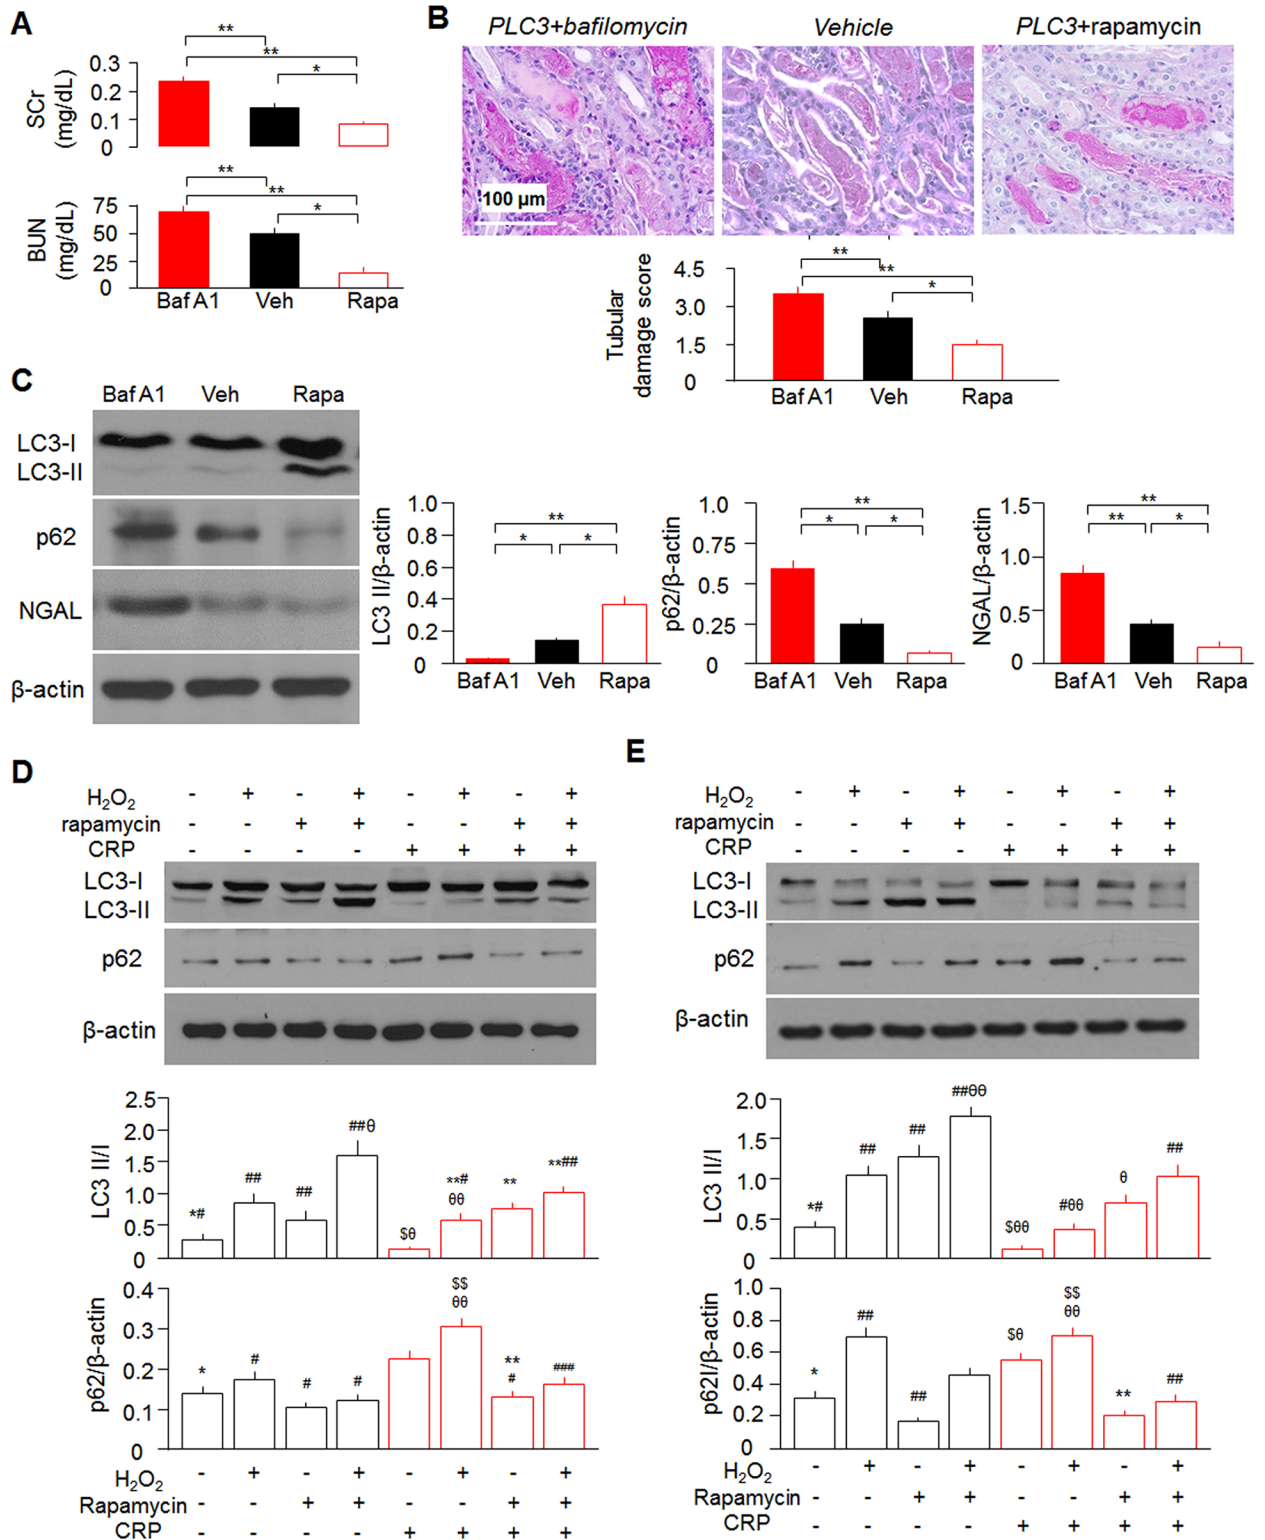 A
** 
**
*
0.3
0.2
0.1
0
SCr
(mg/dL)
**
**
*
75
50
25
0
BUN
(mg/dL)
Baf A1 Veh Rapa
B
PLC3+bafilomycin Vehicle PLC3+rapamycin
100 µm
**
**
*
4.5
3.0
1.5
0
Tubular
damage score
Baf A1 Veh Rapa
C
Baf A1 Veh Rapa
LC3-I
LC3-II
p62
NGAL
β-actin
1.0
0.8
0.6
0.4
0.2
0
LC3 II/β-actin
**
* *
Baf A1 Veh Rapa
1.0
0.75
0.5
0.25
0
p62/β-actin
**
* *
Baf A1 Veh Rapa
1.5
1.0
0.5
0
NGAL/β-actin
**
** *
Baf A1 Veh Rapa
D
H2O2 - + - + - + - +
rapamycin - - + + - - + +
CRP - - - - + + + +
LC3-I
LC3-II
p62
β-actin
2.5
2.0
1.5
1.0
0.5
0
LC3 II/I
*# ## ## ##θ $θ **# θθ ** **##
0.4
0.3
0.2
0.1
0
p62/β-actin
* # # # $$ θθ ** # ###
H2O2 - + - + - + - +
Rapamycin - - + + - - + +
CRP - - - - + + + +
E
H2O2 - + - + - + - +
rapamycin - - + + - - + +
CRP - - - - + + + +
LC3-I
LC3-II
p62
β-actin
2.0
1.5
1.0
0.5
0
LC3 II/I
*# ## ## ##θθ $θθ #θθ θ ##
1.0
0.8
0.6
0.4
0.2
0
p62I/β-actin
* ## ## $θ $$ θθ ** ##
H2O2 - + - + - + - +
Rapamycin - - + + - - + +
CRP - - - - + + + +